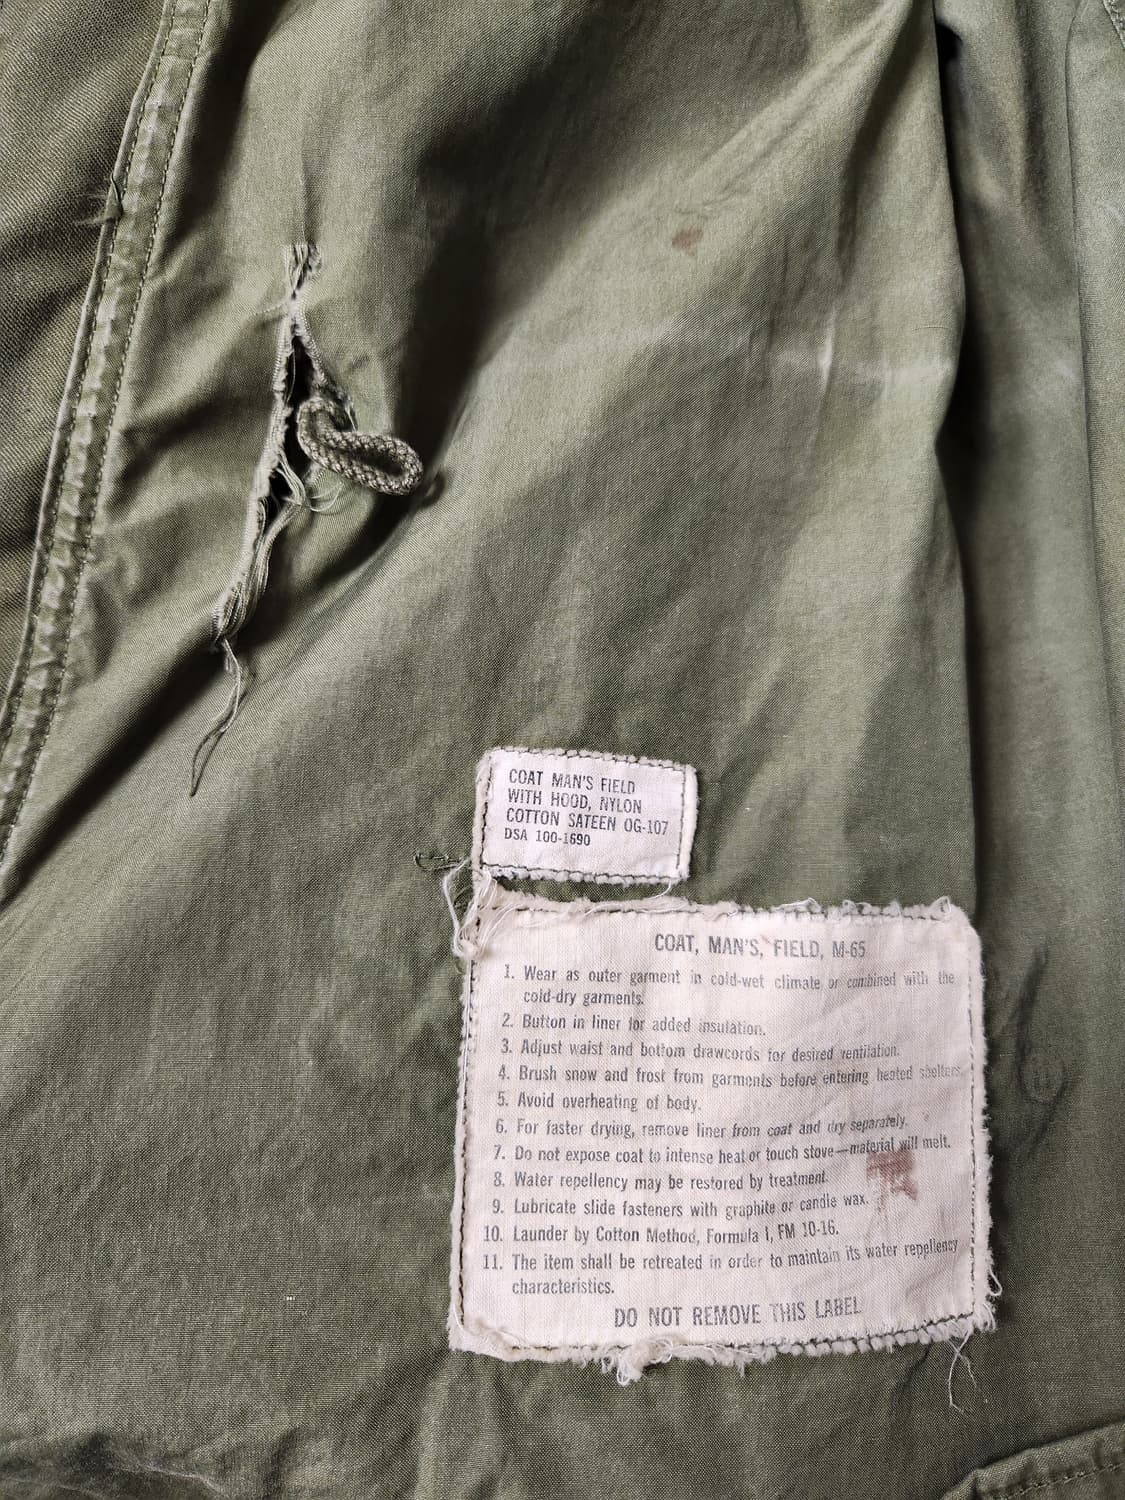 COAT MAN'S FIELD
WITH HOOD, NYLON
COTTON SATEEN OG-107
DSA 100-1690
COAT, MAN'S, FIELD, M-65
1. Wear as outer garment in cold-wet climate or combined with the
cold-dry garments.
2. Button in liner for added insulation.
3. Adjust waist and bottom drawcords for desired ventilation.
4. Brush snow and frost from garments before entering heated shelters.
5. Avoid overheating of body.
6. For faster drying, remove liner from coat and dry separately.
7. Do not expose coat to intense heat or touch stove—material will melt.
8. Water repellency may be restored by treatment.
9. Lubricate slide fasteners with graphite or candle wax.
10. Launder by Cotton Method, Formula I, FM 10-16.
11. The item shall be retreated in order to maintain its water repellency
characteristics.
DO NOT REMOVE THIS LABEL